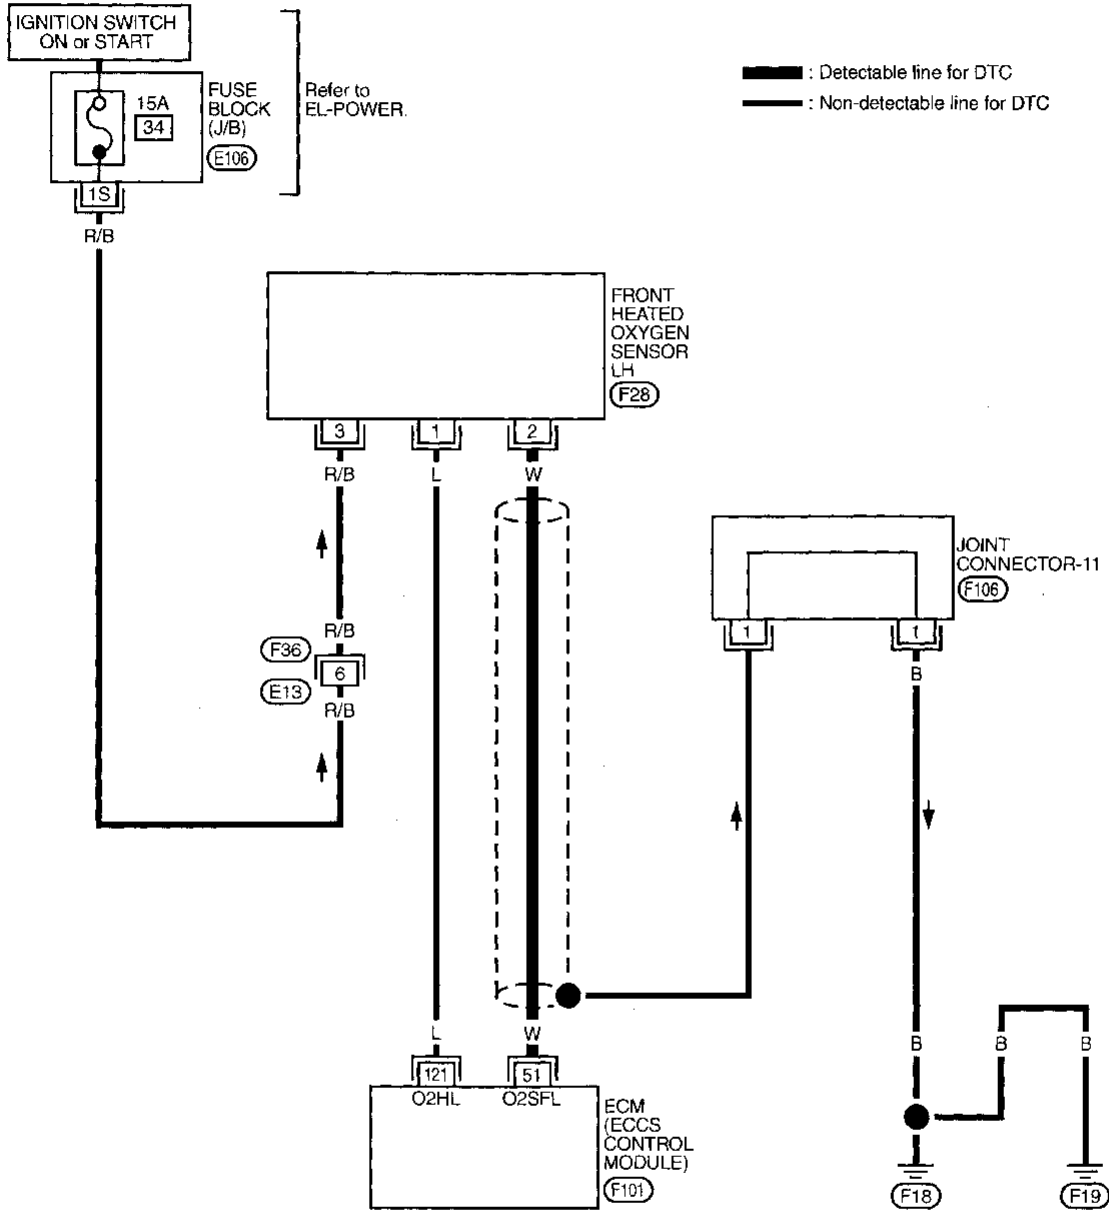 IGNITION SWITCH
ON or START
15A
34
FUSE
BLOCK
(J/B)
E106
Refer to
EL-POWER.
: Detectable line for DTC
: Non-detectable line for DTC
1S
R/B
FRONT
HEATED
OXYGEN
SENSOR
LH
F28
3
1
2
R/B
L
W
JOINT
CONNECTOR-11
F106
1
1
B
R/B
F36
6
E13
R/B
L
W
B
B
B
121
51
O2HL
O2SFL
ECM
(ECCS
CONTROL
MODULE)
F101
F18
F19